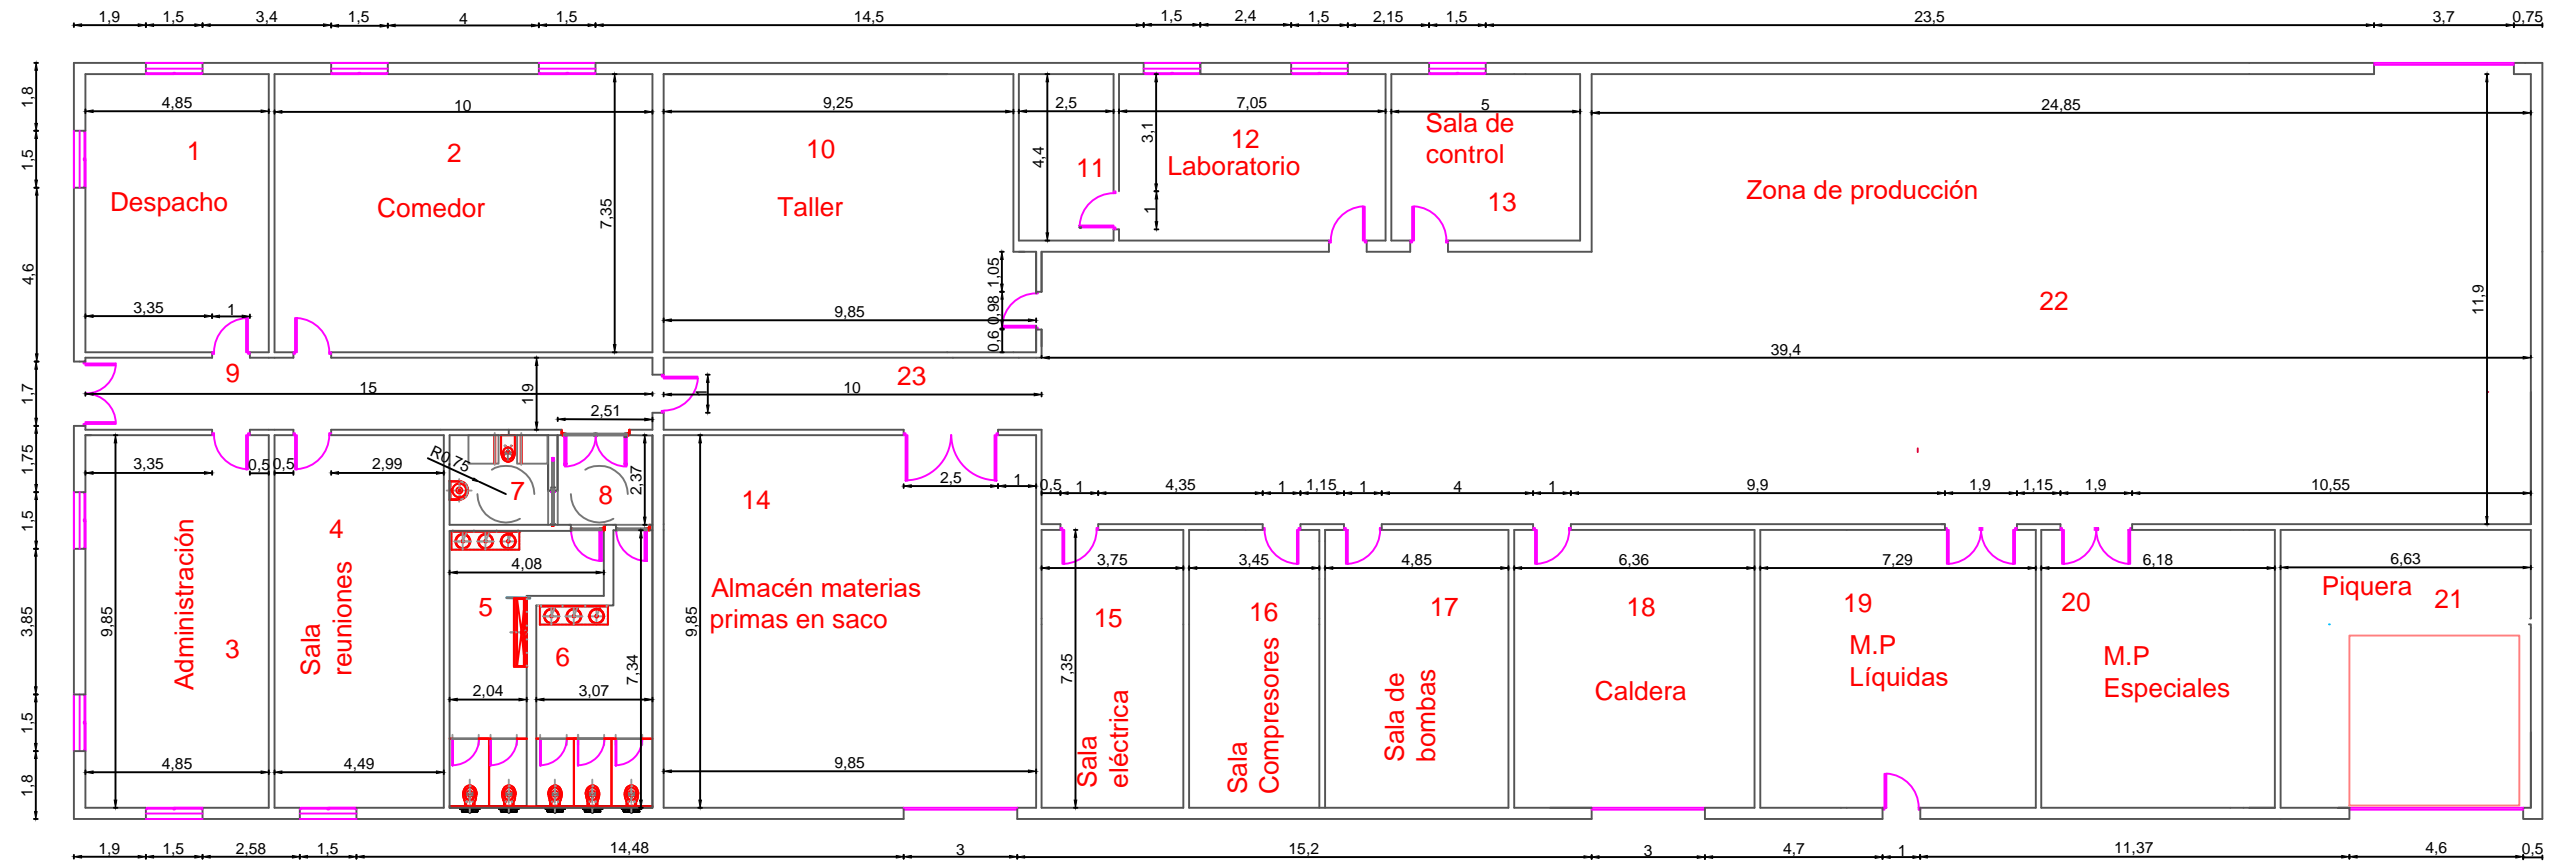 1,9 1,5 3,4 1,5 4 1,5 14,5 1,5 2,4 1,5 2,15 1,5 23,5 3,7 0,75
1,8
1,5
4,6
1,7
1,75
1,5
3,85
1,5
1,8
4,85
1
Despacho
3,35
1
10
2
Comedor
7,35
9,25
10
Taller
9,85
1,05
0,98
0,6
2,5
4,4
11
7,05
3,1
1
12
Laboratorio
5
Sala de
control
13
24,85
Zona de producción
22
11,9
39,4
9
15
1,9
2,51
1
23
10
3,35
0,5
0,5
2,99
9,85
Administración
3
4,85
4
Sala
reuniones
4,49
R0,75
7
8
2,37
4,08
5
6
7,34
2,04
3,07
2,5
1
14
Almacén materias
primas en saco
9,85
9,85
0,5 1 4,35 1 1,15 1 4 1 9,9 1,9 1,15 1,9 10,55
3,75
15
7,35
Sala
eléctrica
3,45
16
Sala
Compresores
4,85
17
Sala de
bombas
6,36
18
Caldera
7,29
19
M.P
Líquidas
6,18
20
M.P
Especiales
6,63
Piquera
21
1,9 1,5 2,58 1,5 14,48 3 15,2 3 4,7 1 11,37 4,6 0,5